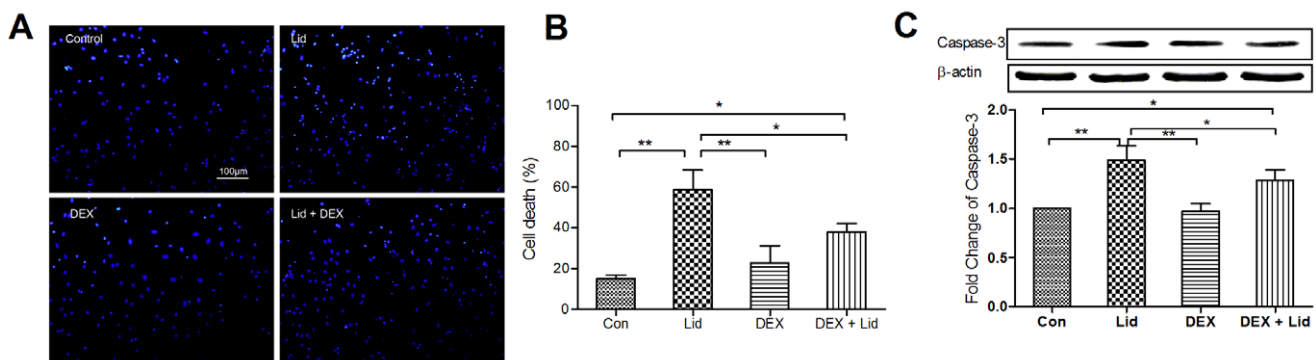 A
Control
Lid
100μm
DEX
Lid + DEX
B
Cell death (%)
100
80
60
40
20
0
*
*
**
**
Con
Lid
DEX
DEX + Lid
C
Caspase-3
β-actin
Fold Change of Caspase-3
2.0
1.5
1.0
0.5
0.0
*
*
**
**
Con
Lid
DEX
DEX + Lid